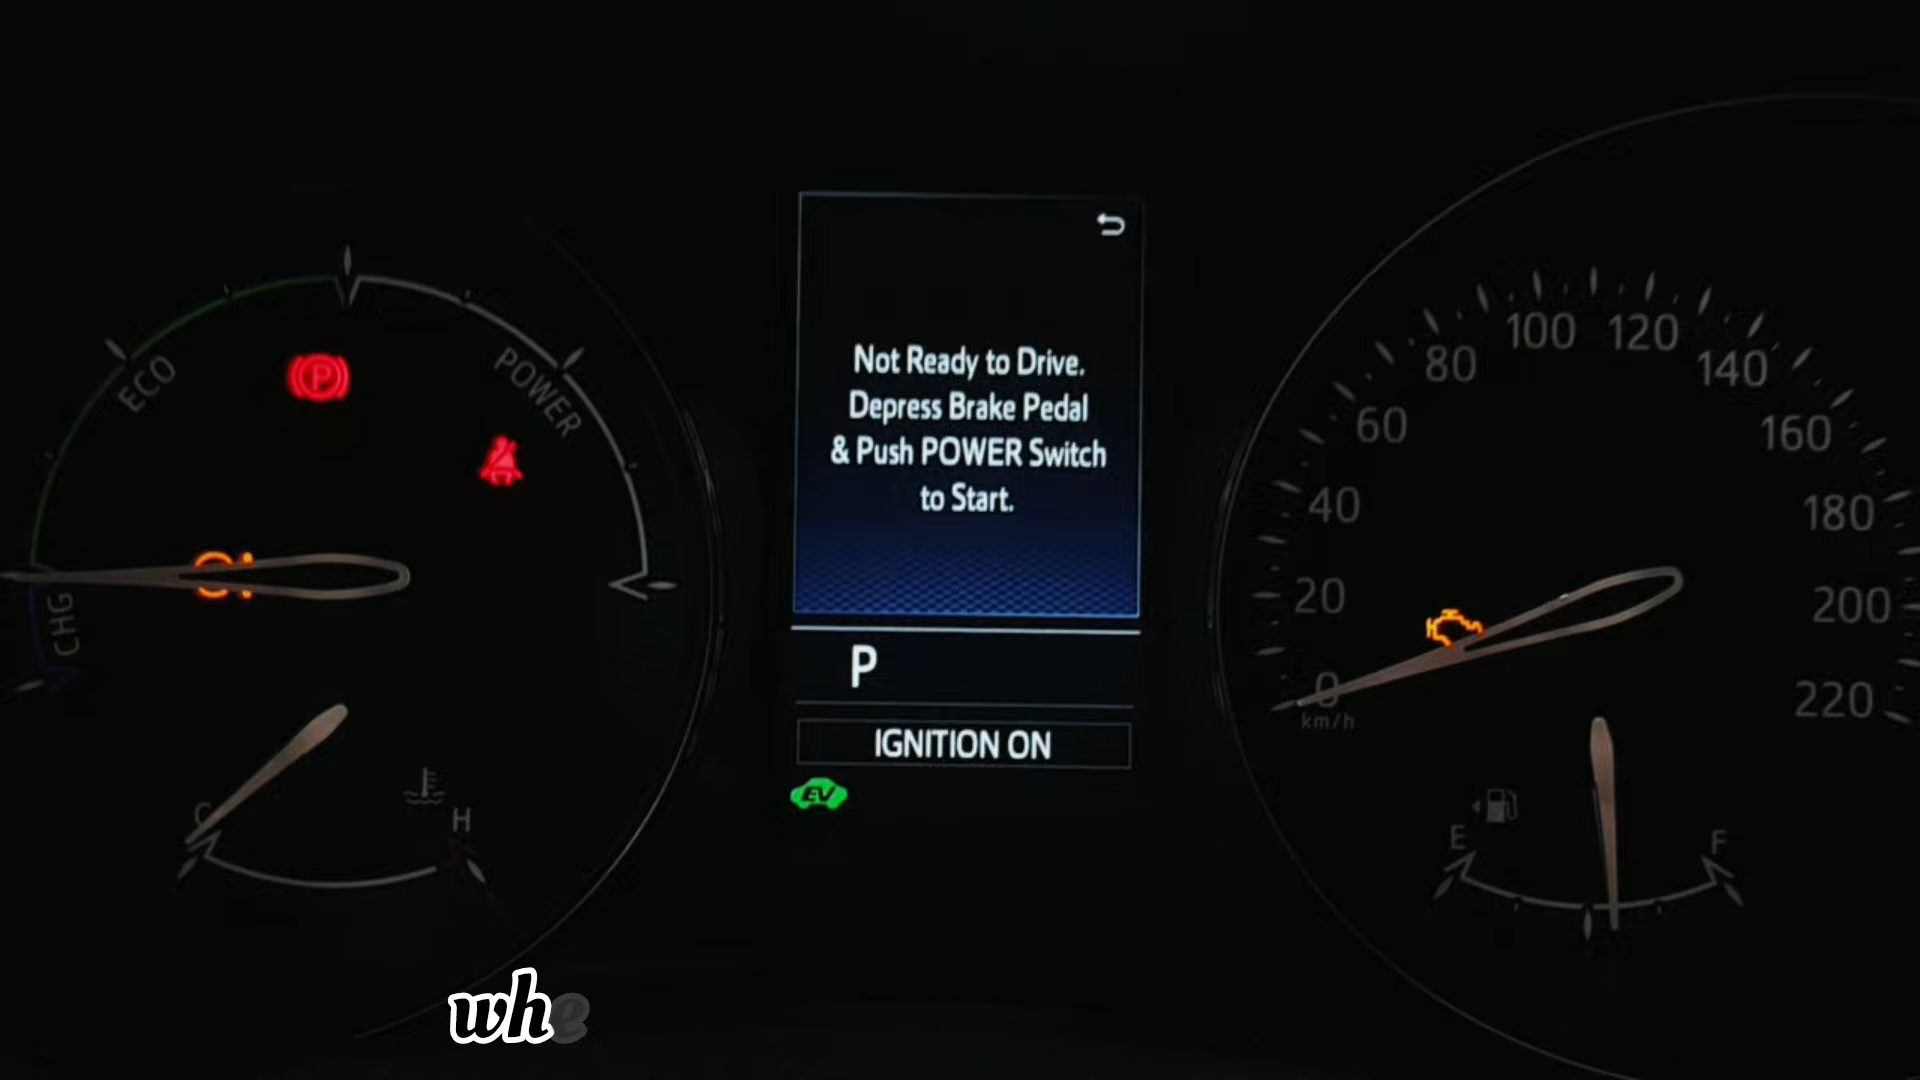 ECO
POWER
CHG
C
H
Not Ready to Drive.
Depress Brake Pedal
& Push POWER Switch
to Start.
P
IGNITION ON
EV
0
20
40
60
80
100
120
140
160
180
200
220
km/h
E
F
P
whe